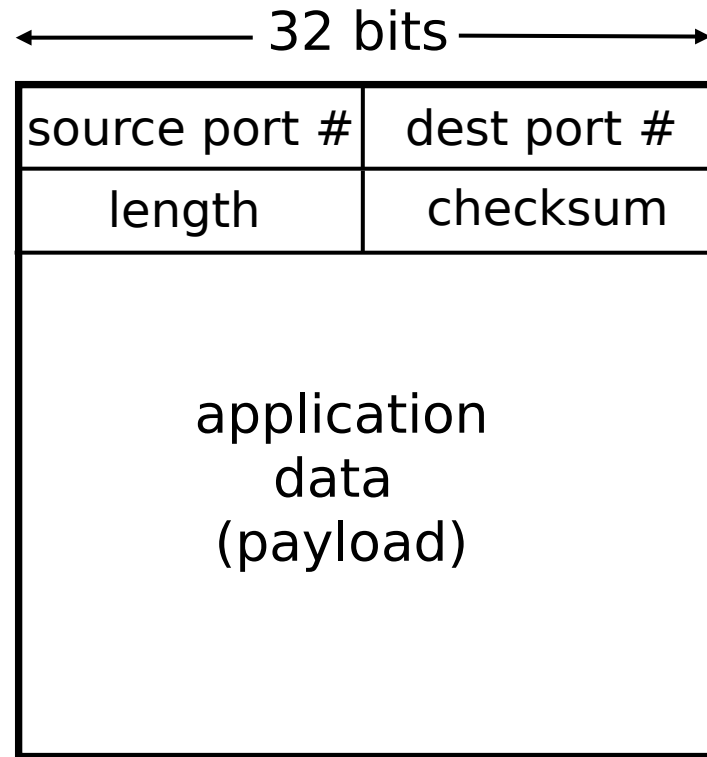 32 bits
source port # dest port #
length checksum
application
data
(payload)